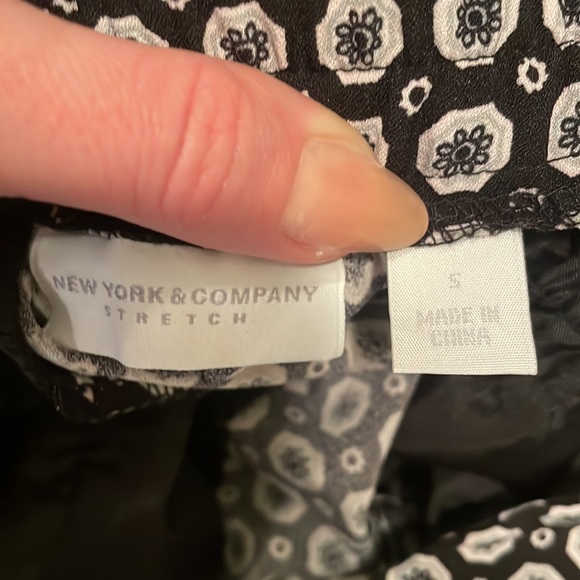 NEW YORK & COMPANY
STRETCH
S
MADE IN
CHINA